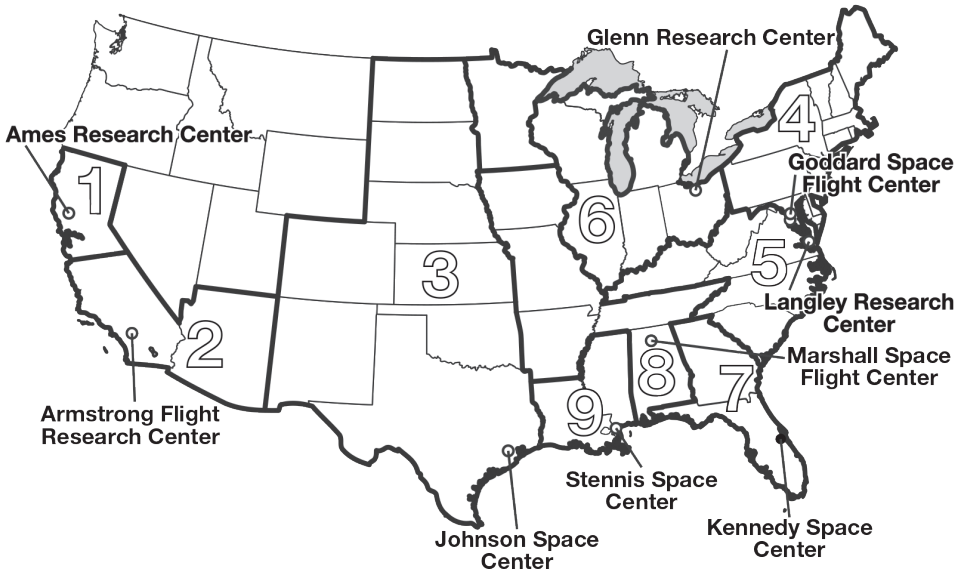 Glenn Research Center
4
Ames Research Center
Goddard Space
Flight Center
1
6
5
3
Langley Research
Center
2
8
Marshall Space
Flight Center
7
9
Armstrong Flight
Research Center
Stennis Space
Center
Kennedy Space
Center
Johnson Space
Center